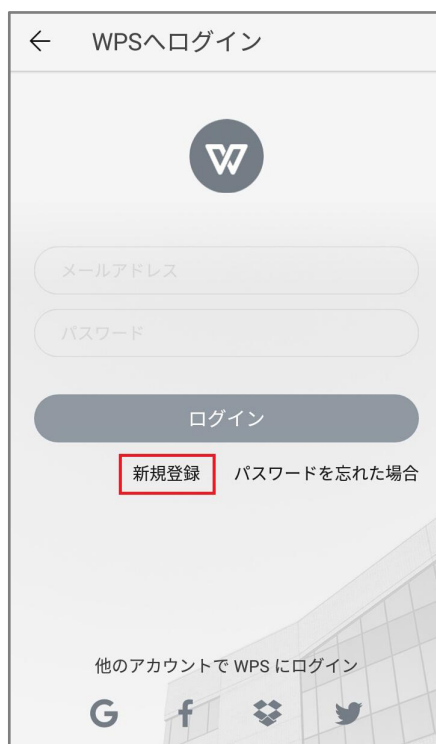 WPSへログイン
メールアドレス
パスワード
ログイン
新規登録 パスワードを忘れた場合
他のアカウントで WPS にログイン